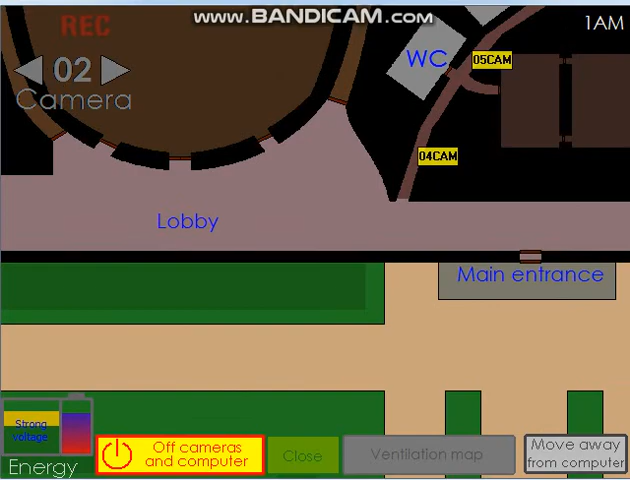 WWW.BANDICAM.COM
REC
1AM
02
Camera
WC
05CAM
04CAM
Lobby
Main entrance
Strong
voltage
Energy
Off cameras
and computer
Close
Ventilation map
Move away
from computer